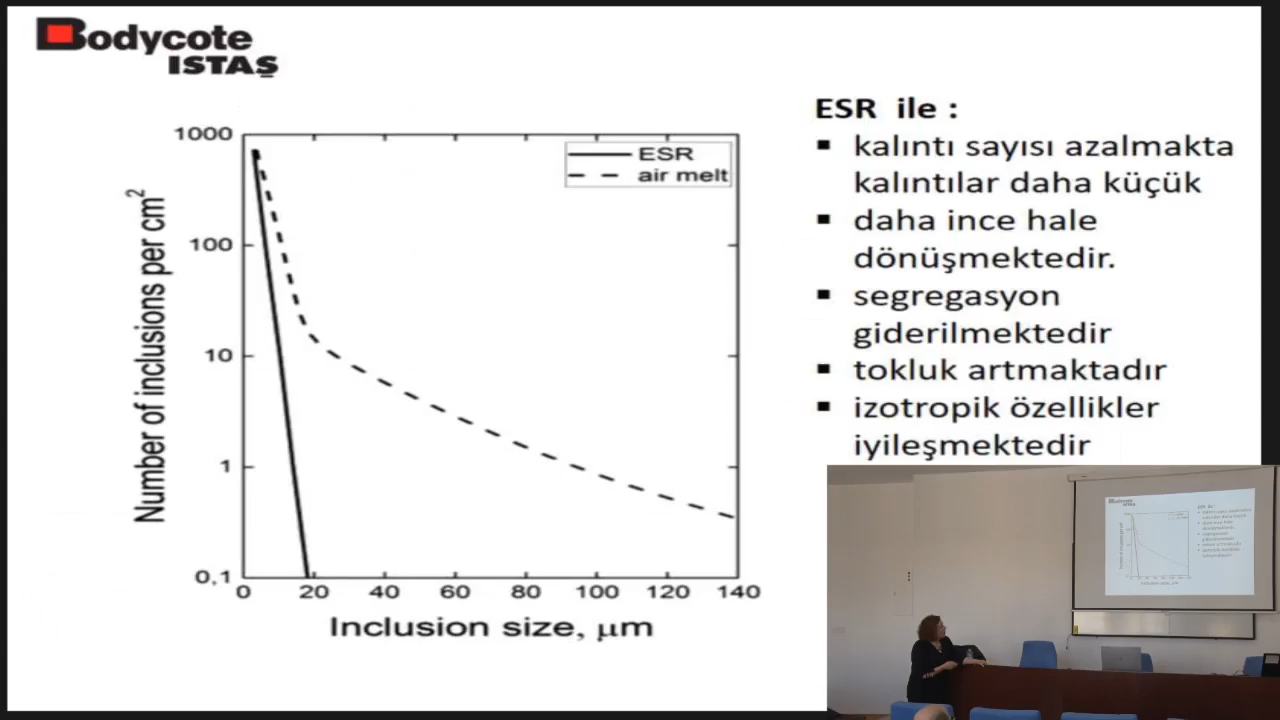 Bodycote
ISTAŞ
ESR ile :
▪ kalıntı sayısı azalmakta
kalıntılar daha küçük
▪ daha ince hale
dönüşmektedir.
▪ segregasyon
giderilmektedir
▪ tokluk artmaktadır
▪ izotropik özellikler
iyileşmektedir
ESR
air melt
Number of inclusions per cm²
1000
100
10
1
0,1
0 20 40 60 80 100 120 140
Inclusion size, μm
Bodycote
ISTAŞ